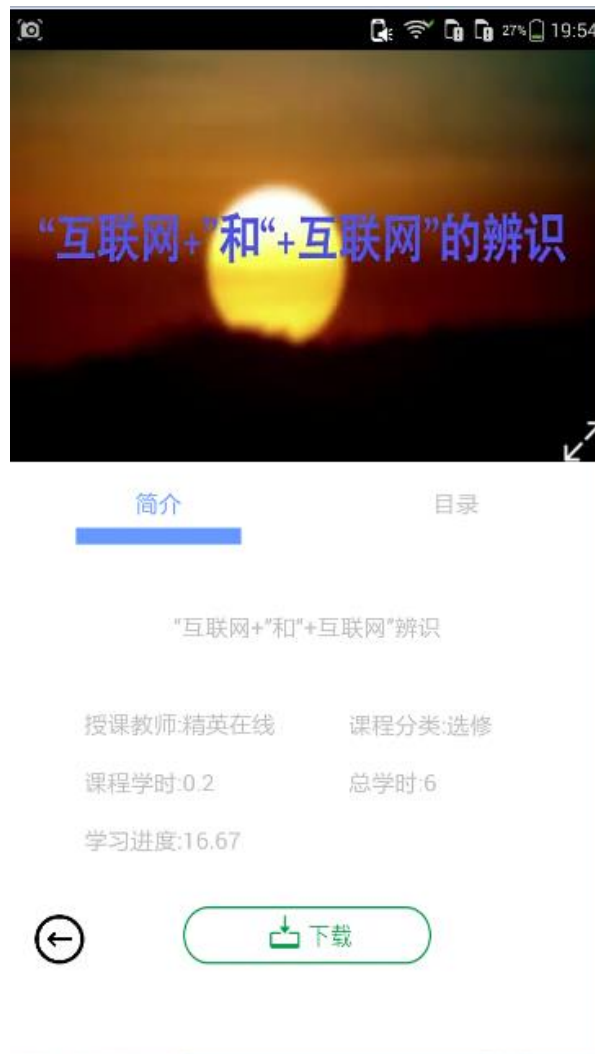 27% 19:54
“互联网+”和“+互联网”的辨识
简介 目录
"互联网+"和"+互联网"辨识
授课教师:精英在线 课程分类:选修
课程学时:0.2 总学时:6
学习进度:16.67
下载